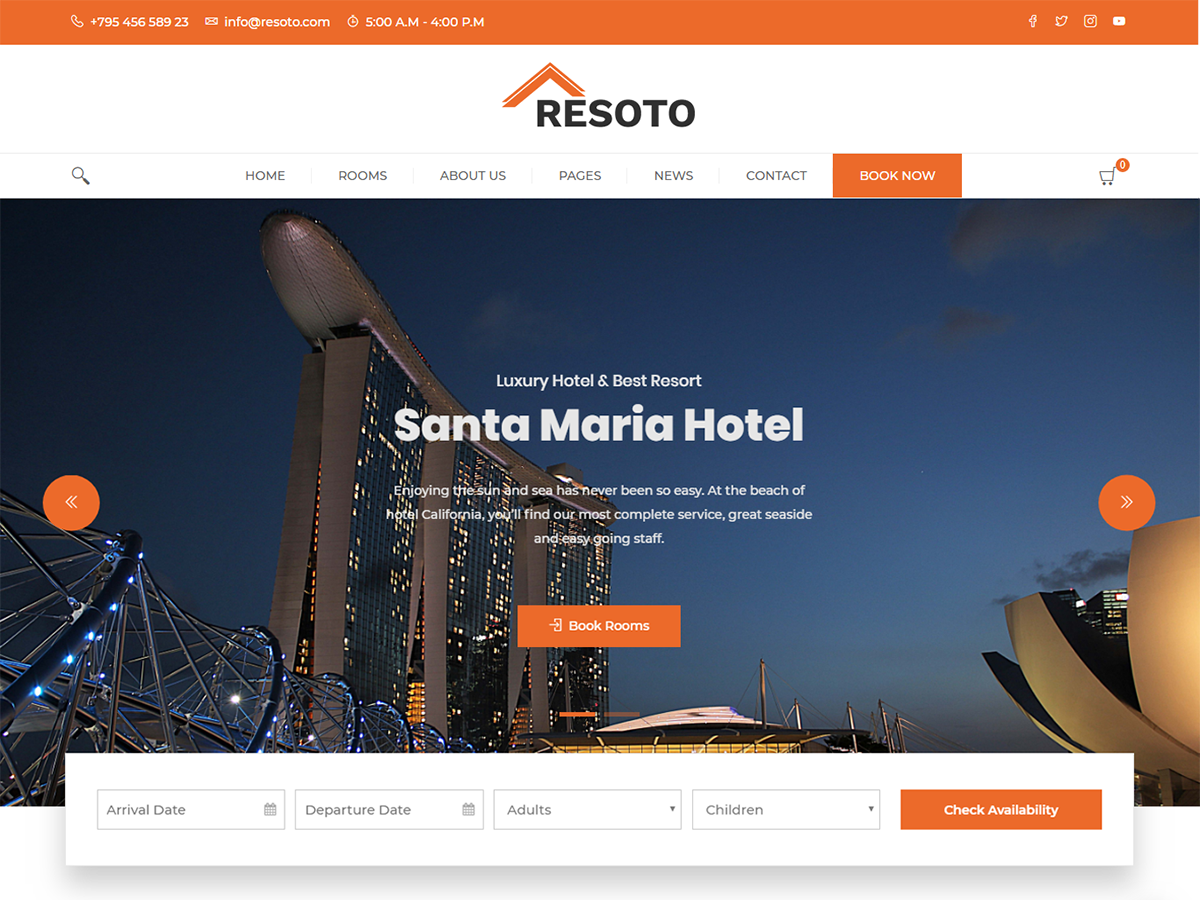 +795 456 589 23 info@resoto.com 5:00 A.M - 4:00 P.M
RESOTO
HOME ROOMS ABOUT US PAGES NEWS CONTACT BOOK NOW 0
Luxury Hotel & Best Resort
Santa Maria Hotel
Enjoying the sun and sea has never been so easy. At the beach of
hotel California, you'll find our most complete service, great seaside
and easy going staff.
Book Rooms
Arrival Date Departure Date Adults Children Check Availability